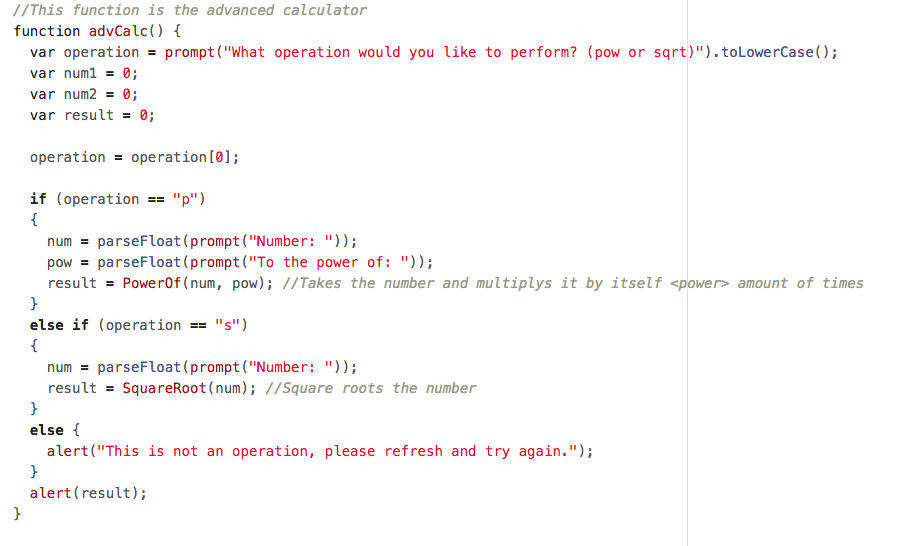 //This function is the advanced calculator
function advCalc() {
  var operation = prompt("What operation would you like to perform? (pow or sqrt)").toLowerCase();
  var num1 = 0;
  var num2 = 0;
  var result = 0;

  operation = operation[0];

  if (operation == "p")
  {
    num = parseFloat(prompt("Number: "));
    pow = parseFloat(prompt("To the power of: "));
    result = PowerOf(num, pow); //Takes the number and multiplys it by itself <power> amount of times
  }
  else if (operation == "s")
  {
    num = parseFloat(prompt("Number: "));
    result = SquareRoot(num); //Square roots the number
  }
  else {
    alert("This is not an operation, please refresh and try again.");
  }
  alert(result);
}